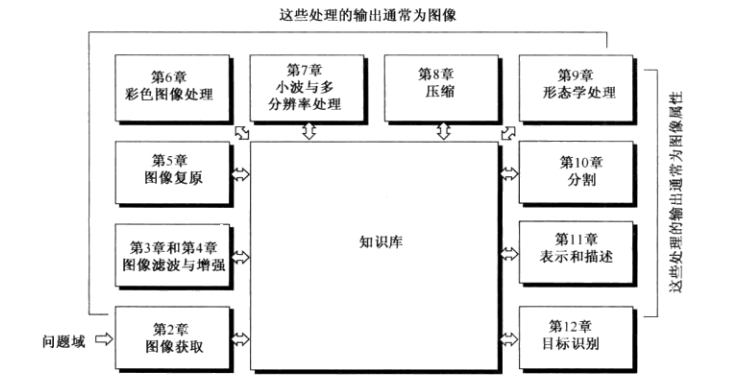 这些处理的输出通常为图像
第6章
彩色图像处理
第7章
小波与多
分辨率处理
第8章
压缩
第9章
形态学处理
第5章
图像复原
知识库
第10章
分割
第3章和第4章
图像滤波与增强
第11章
表示和描述
问题域
第2章
图像获取
第12章
目标识别
这些处理的输出通常为图像属性